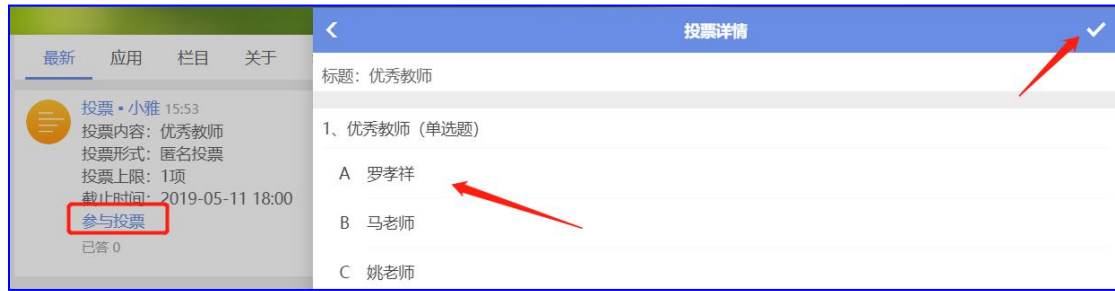 最新 应用 栏目 关于
投票 • 小雅 15:53
投票内容：优秀教师
投票形式：匿名投票
投票上限：1项
截止时间：2019-05-11 18:00
参与投票
已答 0
投票详情
标题：优秀教师
1、优秀教师（单选题）
A 罗孝祥
B 马老师
C 姚老师